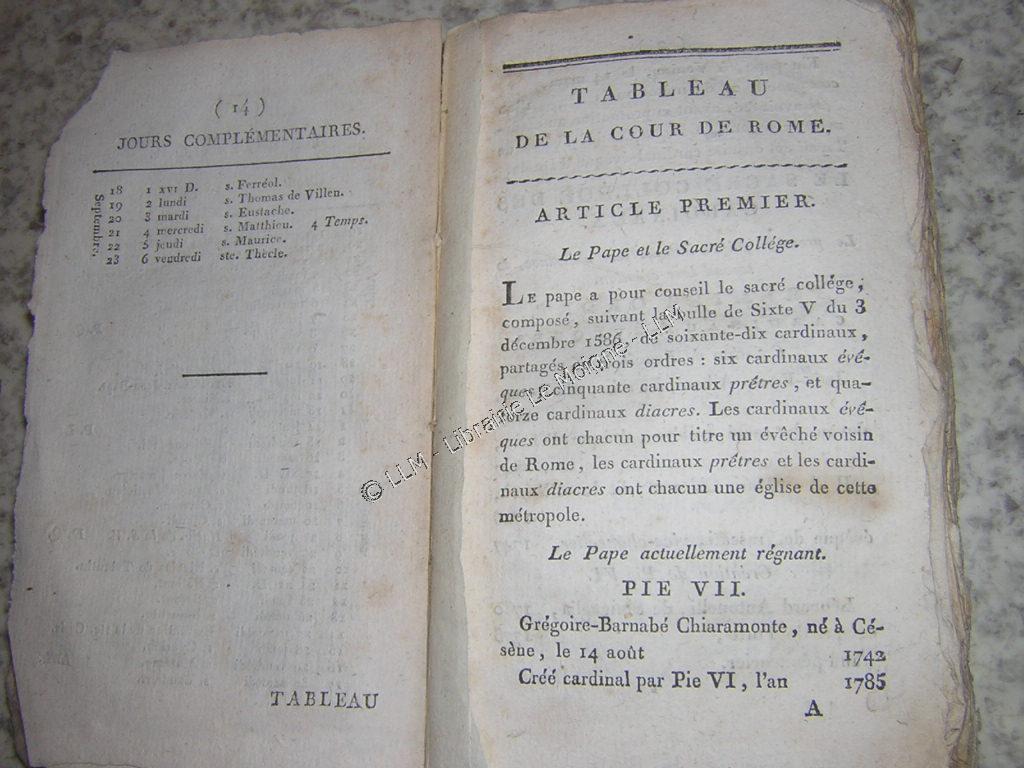 ( 14 )
JOURS COMPLÉMENTAIRES.
Septembre.
18 1 XVI D. s. Ferréol.
19 2 lundi s. Thomas de Villen.
20 3 mardi s. Eustache.
21 4 mercredi s. Matthieu. 4 Temps.
22 5 jeudi s. Maurice.
23 6 vendredi ste. Thècle.
TABLEAU
TABLEAU
DE LA COUR DE ROME.
ARTICLE PREMIER.
Le Pape et le Sacré Collége.
LE pape a pour conseil le sacré collége,
composé, suivant la bulle de Sixte V du 3
décembre 1586, de soixante-dix cardinaux,
partagés en trois ordres : six cardinaux évê-
ques, cinquante cardinaux prêtres, et qua-
torze cardinaux diacres. Les cardinaux évê-
ques ont chacun pour titre un évêché voisin
de Rome, les cardinaux prêtres et les cardi-
naux diacres ont chacun une église de cette
métropole.
Le Pape actuellement régnant.
PIE VII.
Grégoire-Barnabé Chiaramonte, né à Cé-
sène, le 14 août 1742
Créé cardinal par Pie VI, l'an 1785
A
© LLM - Librairie Le Moigne - LLM